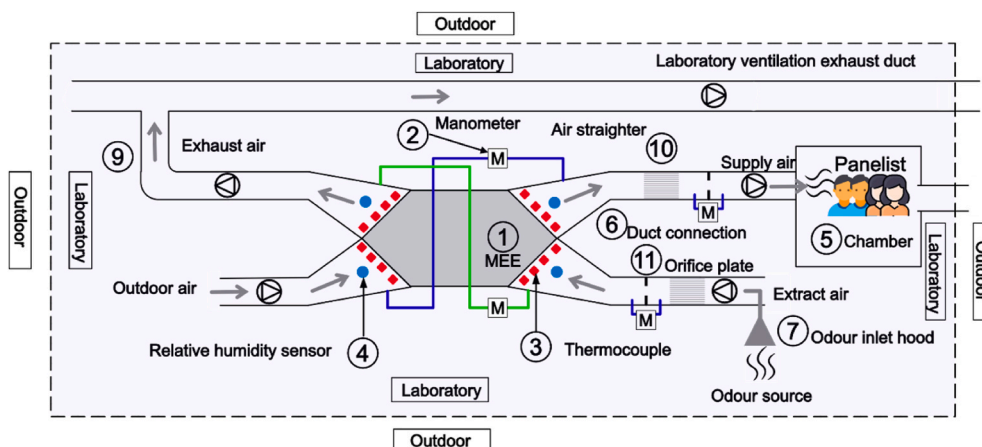 Outdoor
Laboratory
Laboratory ventilation exhaust duct
Manometer
2
Air straighter
9
Exhaust air
M
10
Supply air
Panelist
Outdoor
Laboratory
1
MEE
6
M
Duct connection
5 Chamber
Laboratory
Outdoor
11
Orifice plate
Outdoor air
M
M
Extract air
Relative humidity sensor
4
3
Thermocouple
7
Odour inlet hood
Laboratory
Odour source
Outdoor